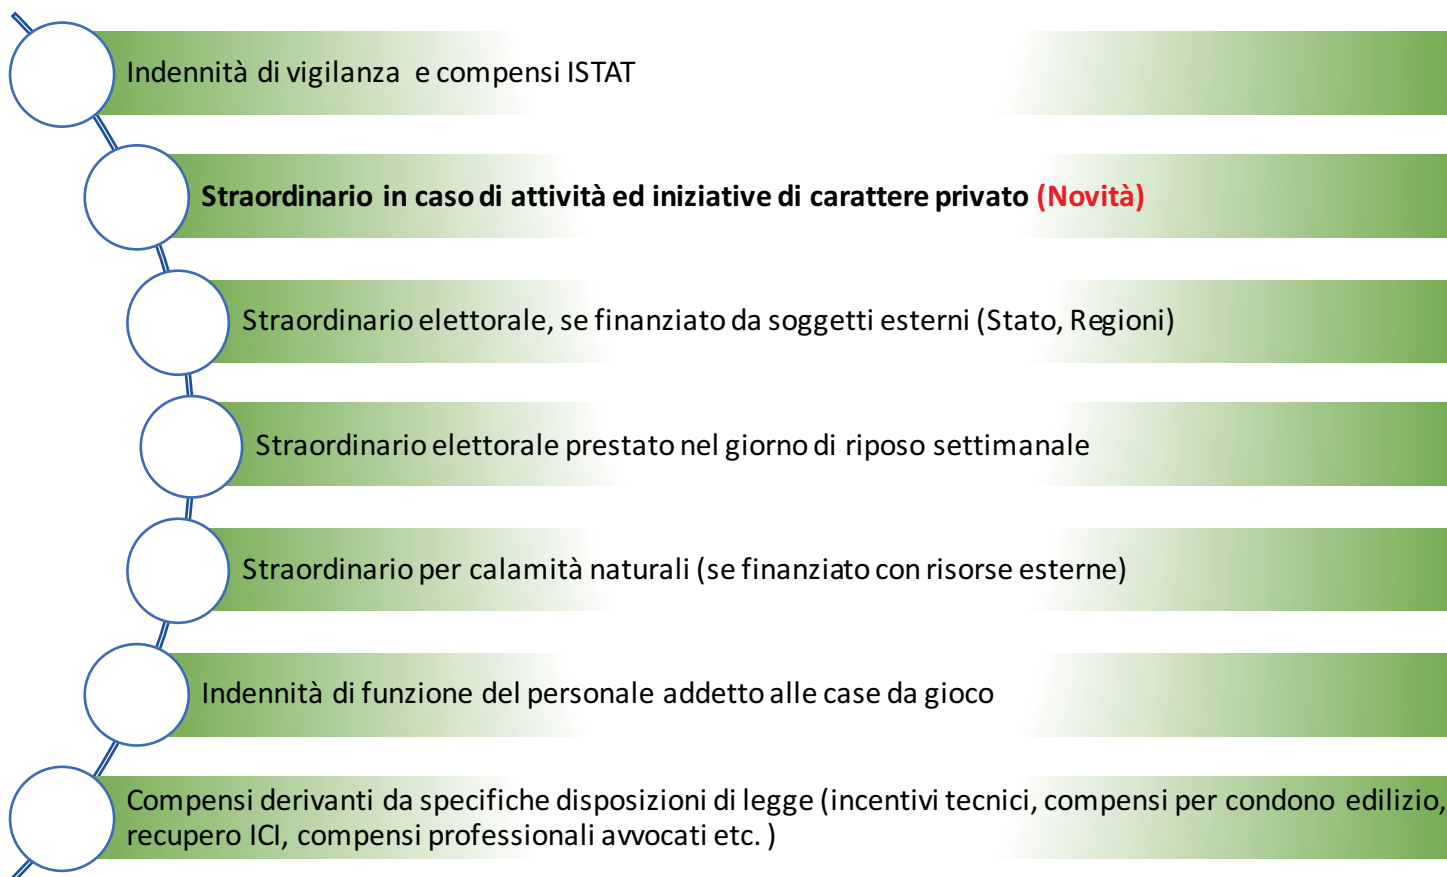 Indennità di vigilanza e compensi ISTAT
Straordinario in caso di attività ed iniziative di carattere privato (Novità)
Straordinario elettorale, se finanziato da soggetti esterni (Stato, Regioni)
Straordinario elettorale prestato nel giorno di riposo settimanale
Straordinario per calamità naturali (se finanziato con risorse esterne)
Indennità di funzione del personale addetto alle case da gioco
Compensi derivanti da specifiche disposizioni di legge (incentivi tecnici, compensi per condono edilizio,
recupero ICI, compensi professionali avvocati etc. )